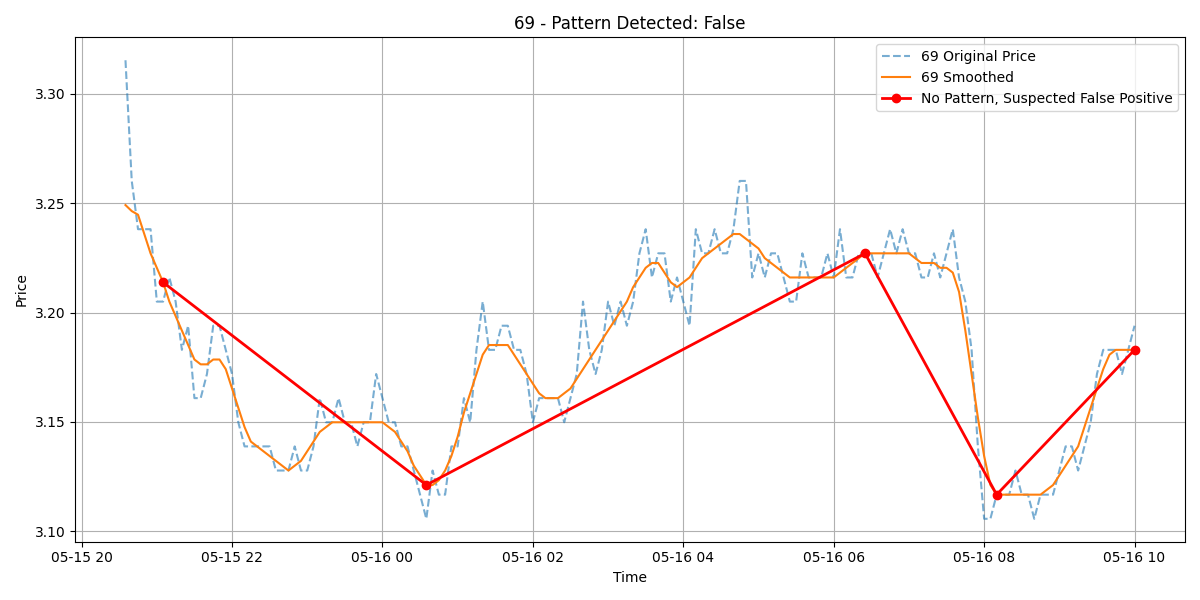 69 - Pattern Detected: False
69 Original Price
69 Smoothed
No Pattern, Suspected False Positive
Price
3.30
3.25
3.20
3.15
3.10
05-15 20
05-15 22
05-16 00
05-16 02
05-16 04
05-16 06
05-16 08
05-16 10
Time